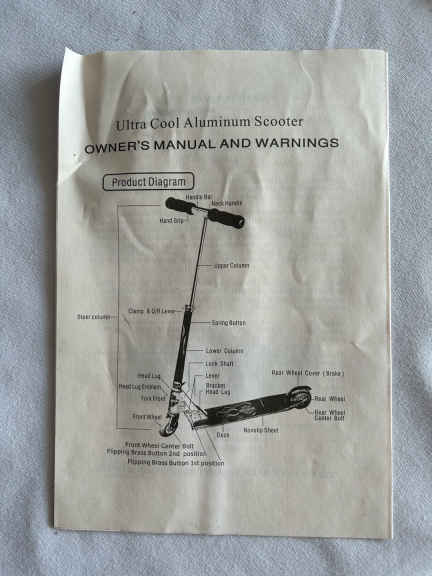 Ultra Cool Aluminum Scooter
OWNER'S MANUAL AND WARNINGS
Product Diagram
Handle Bar
Neck Handle
Hand Grip
Upper Column
Clamp & Q/R Lever
Steer column
Spring Button
Lower Column
Lock Shaft
Head Lug
Lever
Rear Wheel Cover (Brake)
Head Lug Emblem
Bracket
Head Lug
Fork Front
Rear Wheel
Front Wheel
Rear Wheel
Center Bolt
Nonslip Sheet
Deck
Front Wheel Center Bolt
Flipping Brass Button 2nd position
Flipping Brass Button 1st position